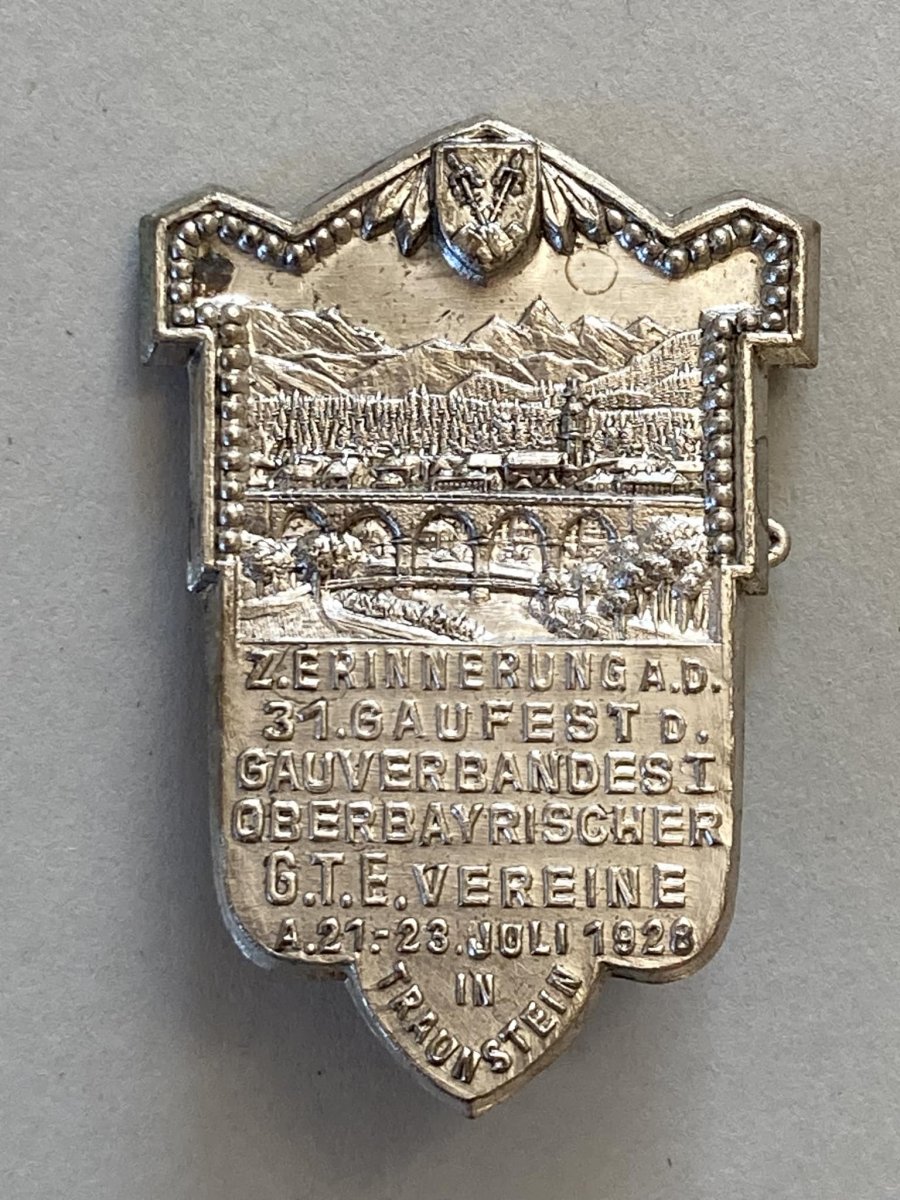 Z.ERINNERUNG A.D.
31.GAUFEST D.
GAUVERBANDES I
OBERBAYRISCHER
G.T.E.VEREINE
A.21.-23.JULI 1928
IN
TRAUNSTEIN